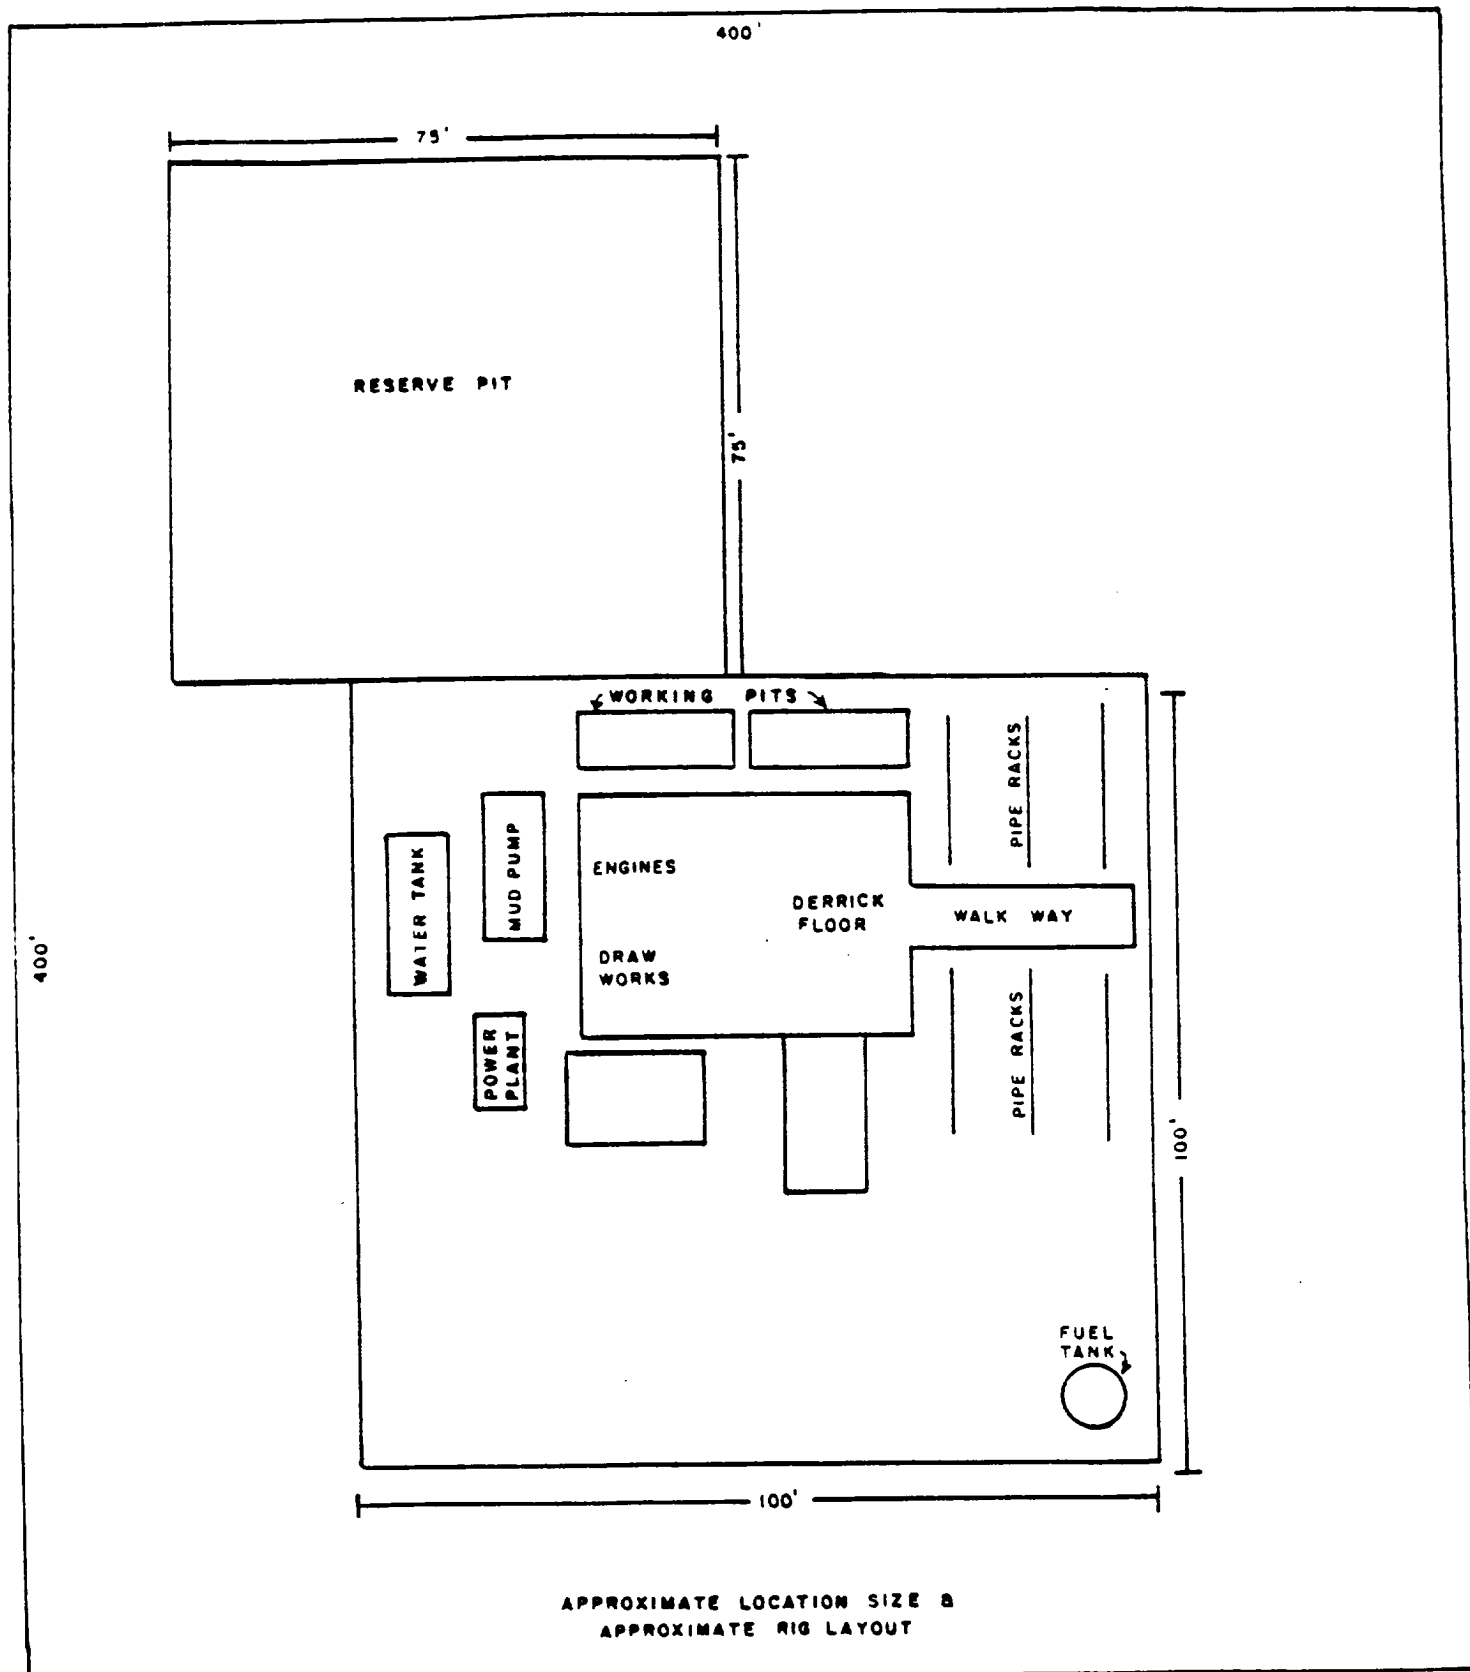 400'
75'
RESERVE PIT
75'
WORKING PITS
PIPE RACKS
MUD PUMP
WATER TANK
ENGINES
DERRICK
FLOOR
WALK WAY
400'
DRAW
WORKS
PIPE RACKS
POWER
PLANT
100'
FUEL
TANK
100'
APPROXIMATE LOCATION SIZE &
APPROXIMATE RIG LAYOUT